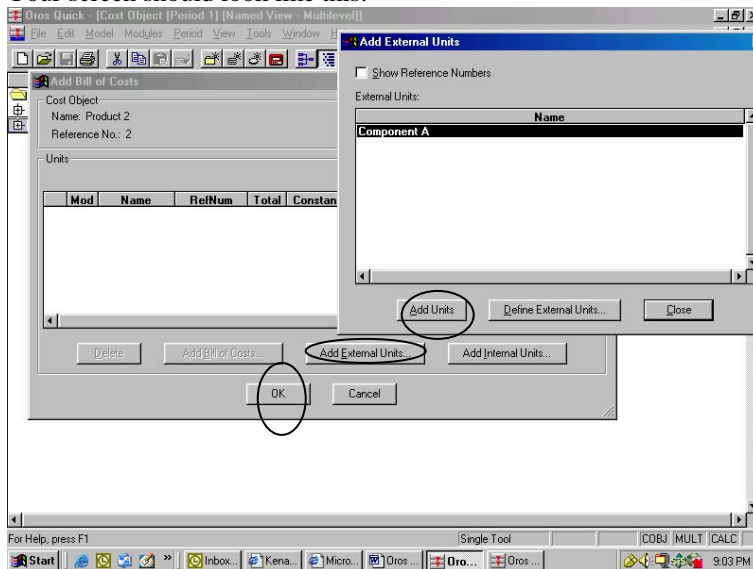 Your screen should look like this:
Oros Quick - [Cost Object [Period 1] [Named View - Multilevel]]
File Edit Model Modules Period View Tools Window H
Add External Units
Show Reference Numbers
External Units:
Name
Component A
Add Units Define External Units... Close
Add Bill of Costs
Cost Object
Name: Product 2
Reference No.: 2
Units
Mod Name RefNum Total Constan
Delete Add Bill of Costs... Add External Units... Add Internal Units...
OK Cancel
For Help, press F1 Single Tool COBJ MULT CALC
Start » Inbox... Kena... Micro... Oros ... Oro... Oros ... 9:03 PM